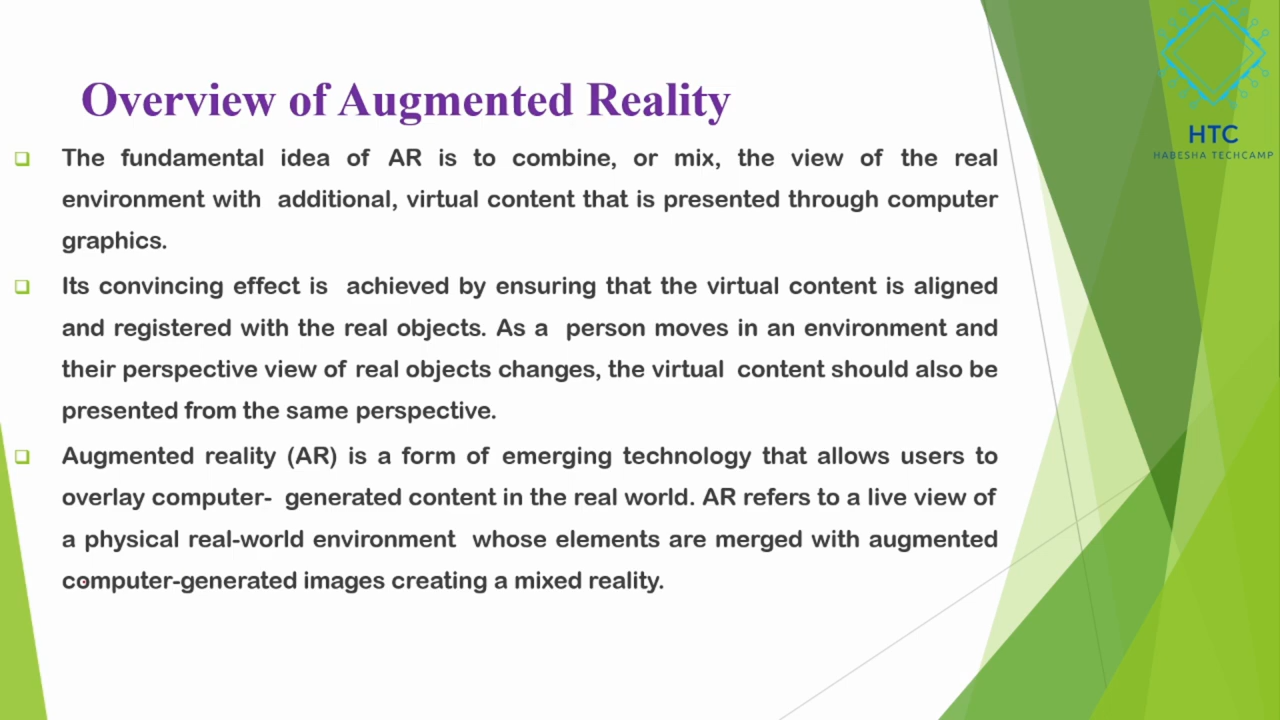 Overview of Augmented Reality
The fundamental idea of AR is to combine, or mix, the view of the real
environment with additional, virtual content that is presented through computer
graphics.
Its convincing effect is achieved by ensuring that the virtual content is aligned
and registered with the real objects. As a person moves in an environment and
their perspective view of real objects changes, the virtual content should also be
presented from the same perspective.
Augmented reality (AR) is a form of emerging technology that allows users to
overlay computer- generated content in the real world. AR refers to a live view of
a physical real-world environment whose elements are merged with augmented
computer-generated images creating a mixed reality.
HTC
HABESHA TECHCAMP